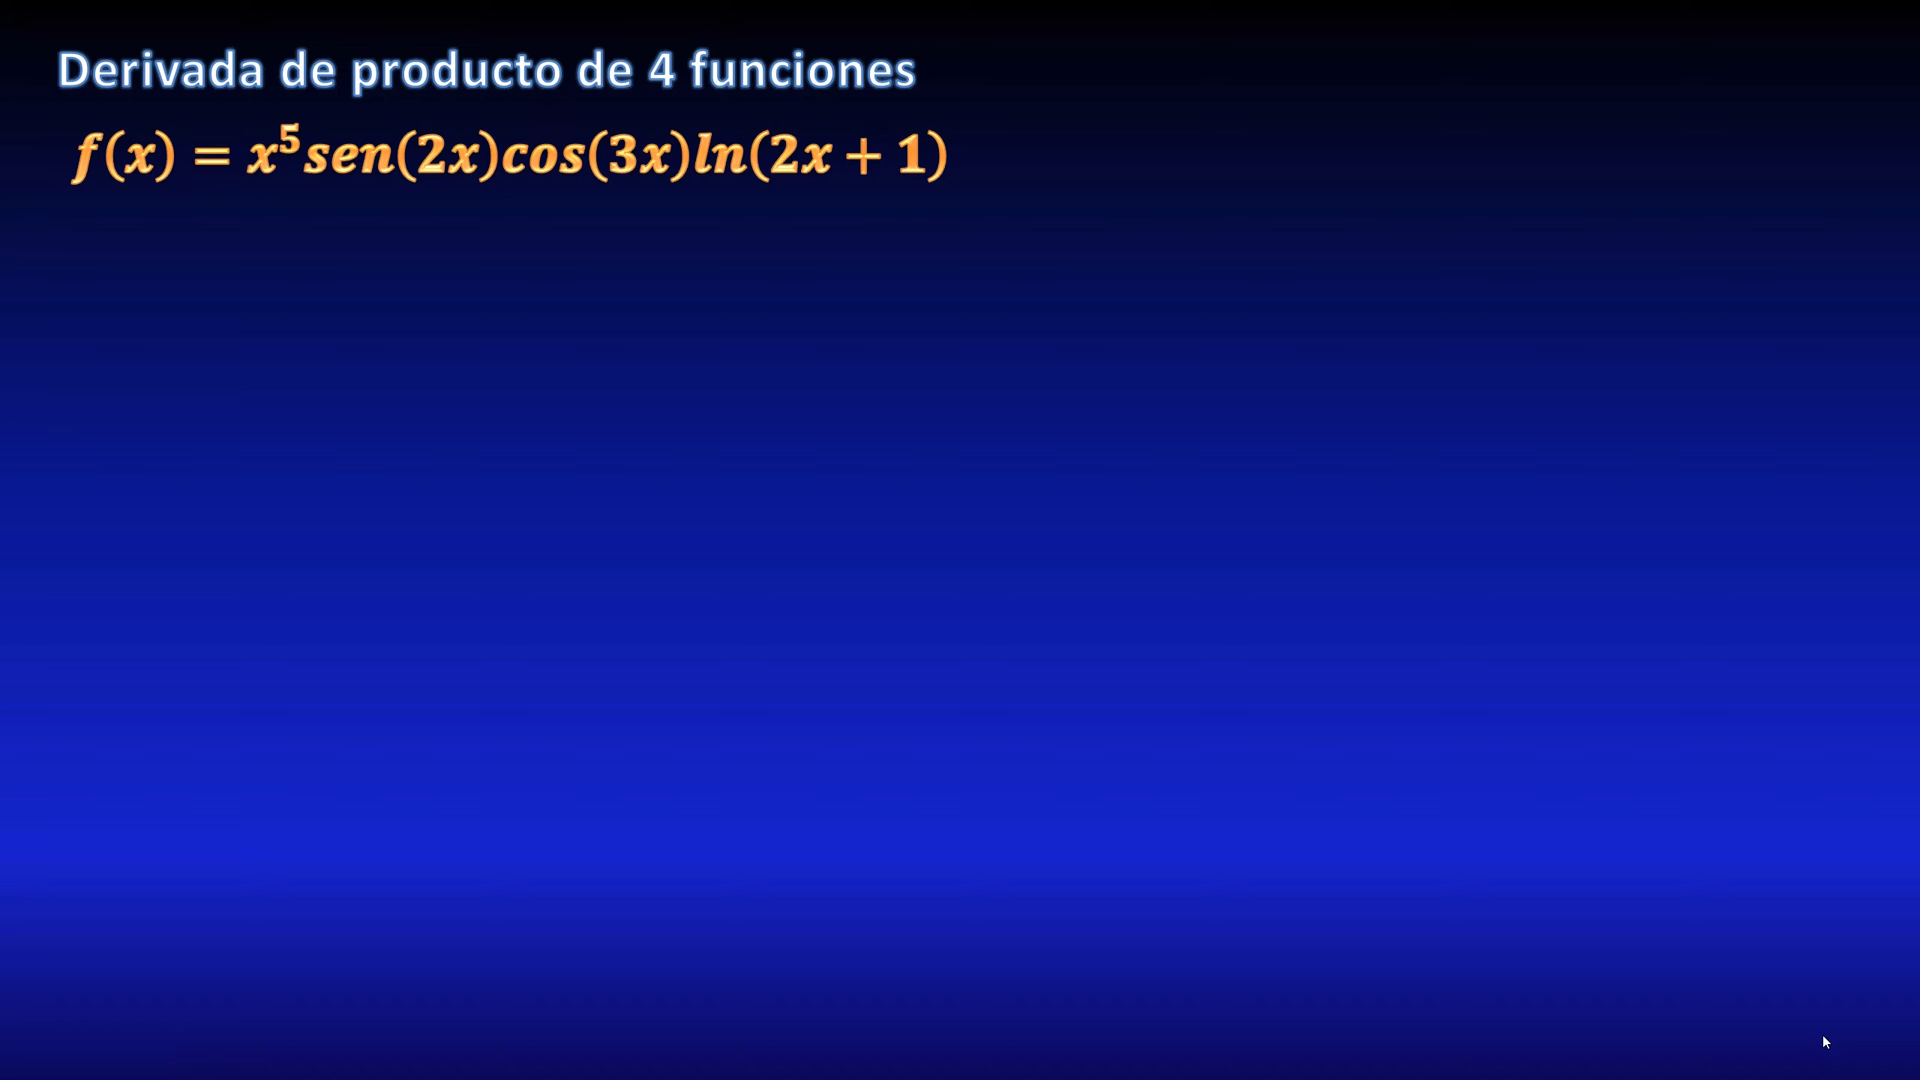 Derivada de producto de 4 funciones
f(x) = x⁵sen(2x)cos(3x)ln(2x + 1)